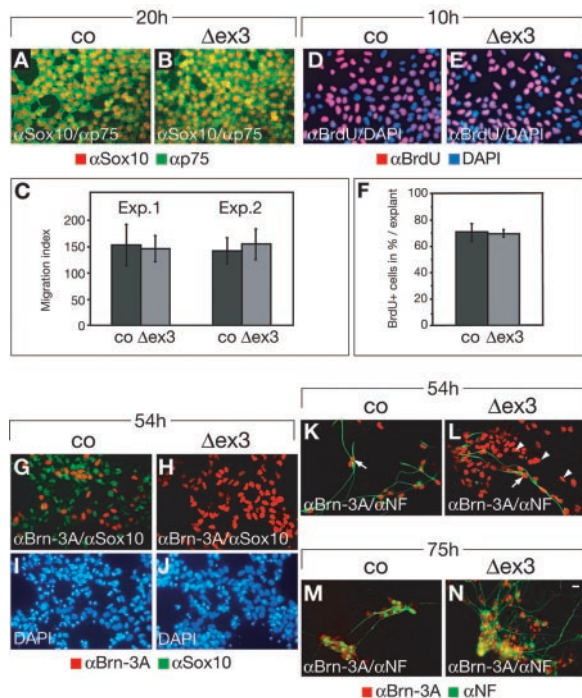 20h
10h
co
Δex3
co
Δex3
A
B
D
E
αSox10/αp75
αSox10/αp75
αBrdU/DAPI
αBrdU/DAPI
αSox10 αp75
αBrdU DAPI
C
F
Exp.1
Exp.2
Migration index
200
150
100
50
0
co Δex3
co Δex3
BrdU+ cells in % / explant
100
80
60
40
20
0
co Δex3
54h
54h
co
Δex3
co
Δex3
G
H
K
L
αBrn-3A/αSox10
αBrn-3A/αSox10
αBrn-3A/αNF
αBrn-3A/αNF
75h
I
J
co
Δex3
DAPI
DAPI
M
N
αBrn-3A/αNF
αBrn-3A/αNF
αBrn-3A αSox10
αBrn-3A αNF